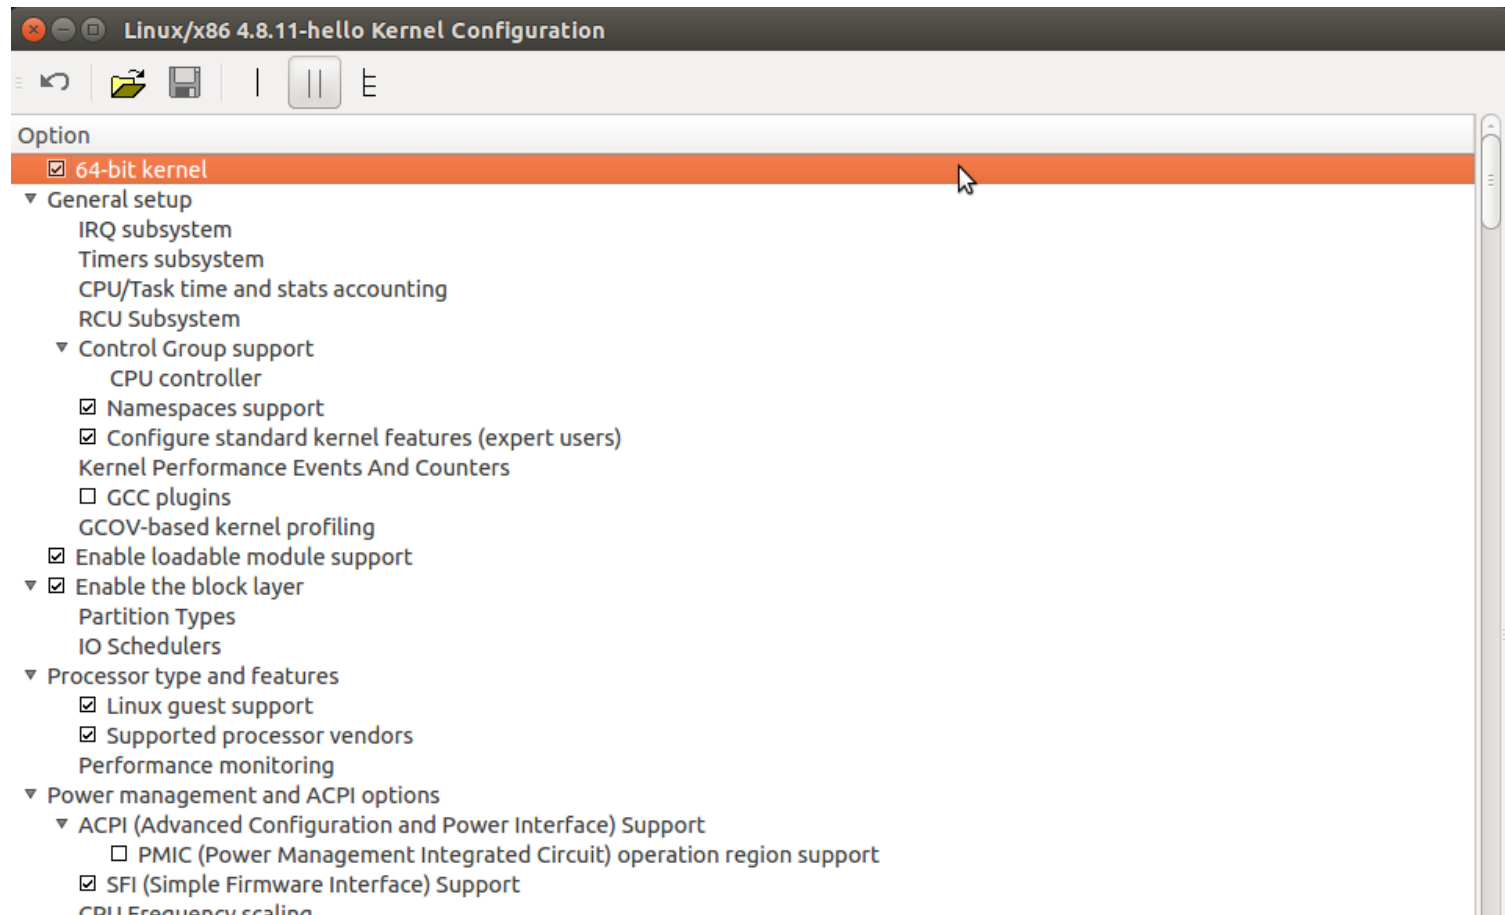 Linux/x86 4.8.11-hello Kernel Configuration
Option
64-bit kernel
General setup
IRQ subsystem
Timers subsystem
CPU/Task time and stats accounting
RCU Subsystem
Control Group support
CPU controller
Namespaces support
Configure standard kernel features (expert users)
Kernel Performance Events And Counters
GCC plugins
GCOV-based kernel profiling
Enable loadable module support
Enable the block layer
Partition Types
IO Schedulers
Processor type and features
Linux guest support
Supported processor vendors
Performance monitoring
Power management and ACPI options
ACPI (Advanced Configuration and Power Interface) Support
PMIC (Power Management Integrated Circuit) operation region support
SFI (Simple Firmware Interface) Support
CPU Frequency scaling